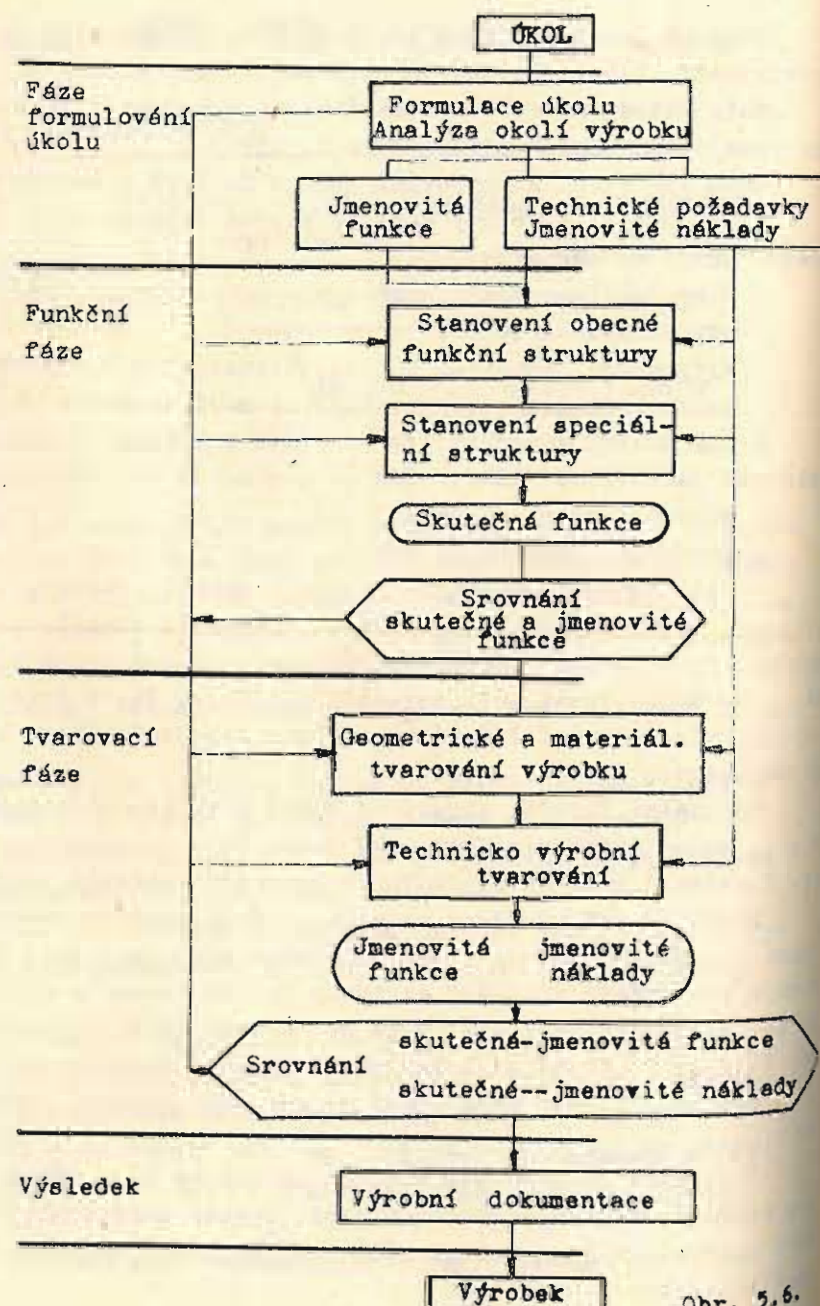 ÚKOL
Fáze
formulování
úkolu
Formulace úkolu
Analýza okolí výrobku
Jmenovitá
funkce
Technické požadavky
Jmenovité náklady
Funkční
fáze
Stanovení obecné
funkční struktury
Stanovení speciál-
ní struktury
Skutečná funkce
Srovnání
skutečné a jmenovité
funkce
Tvarovací
fáze
Geometrické a materiál.
tvarování výrobku
Technicko výrobní
tvarování
Jmenovitá jmenovité
funkce náklady
Srovnání
skutečná-jmenovitá funkce
skutečné--jmenovité náklady
Výsledek
Výrobní dokumentace
Výrobek
Obr. 5.6.